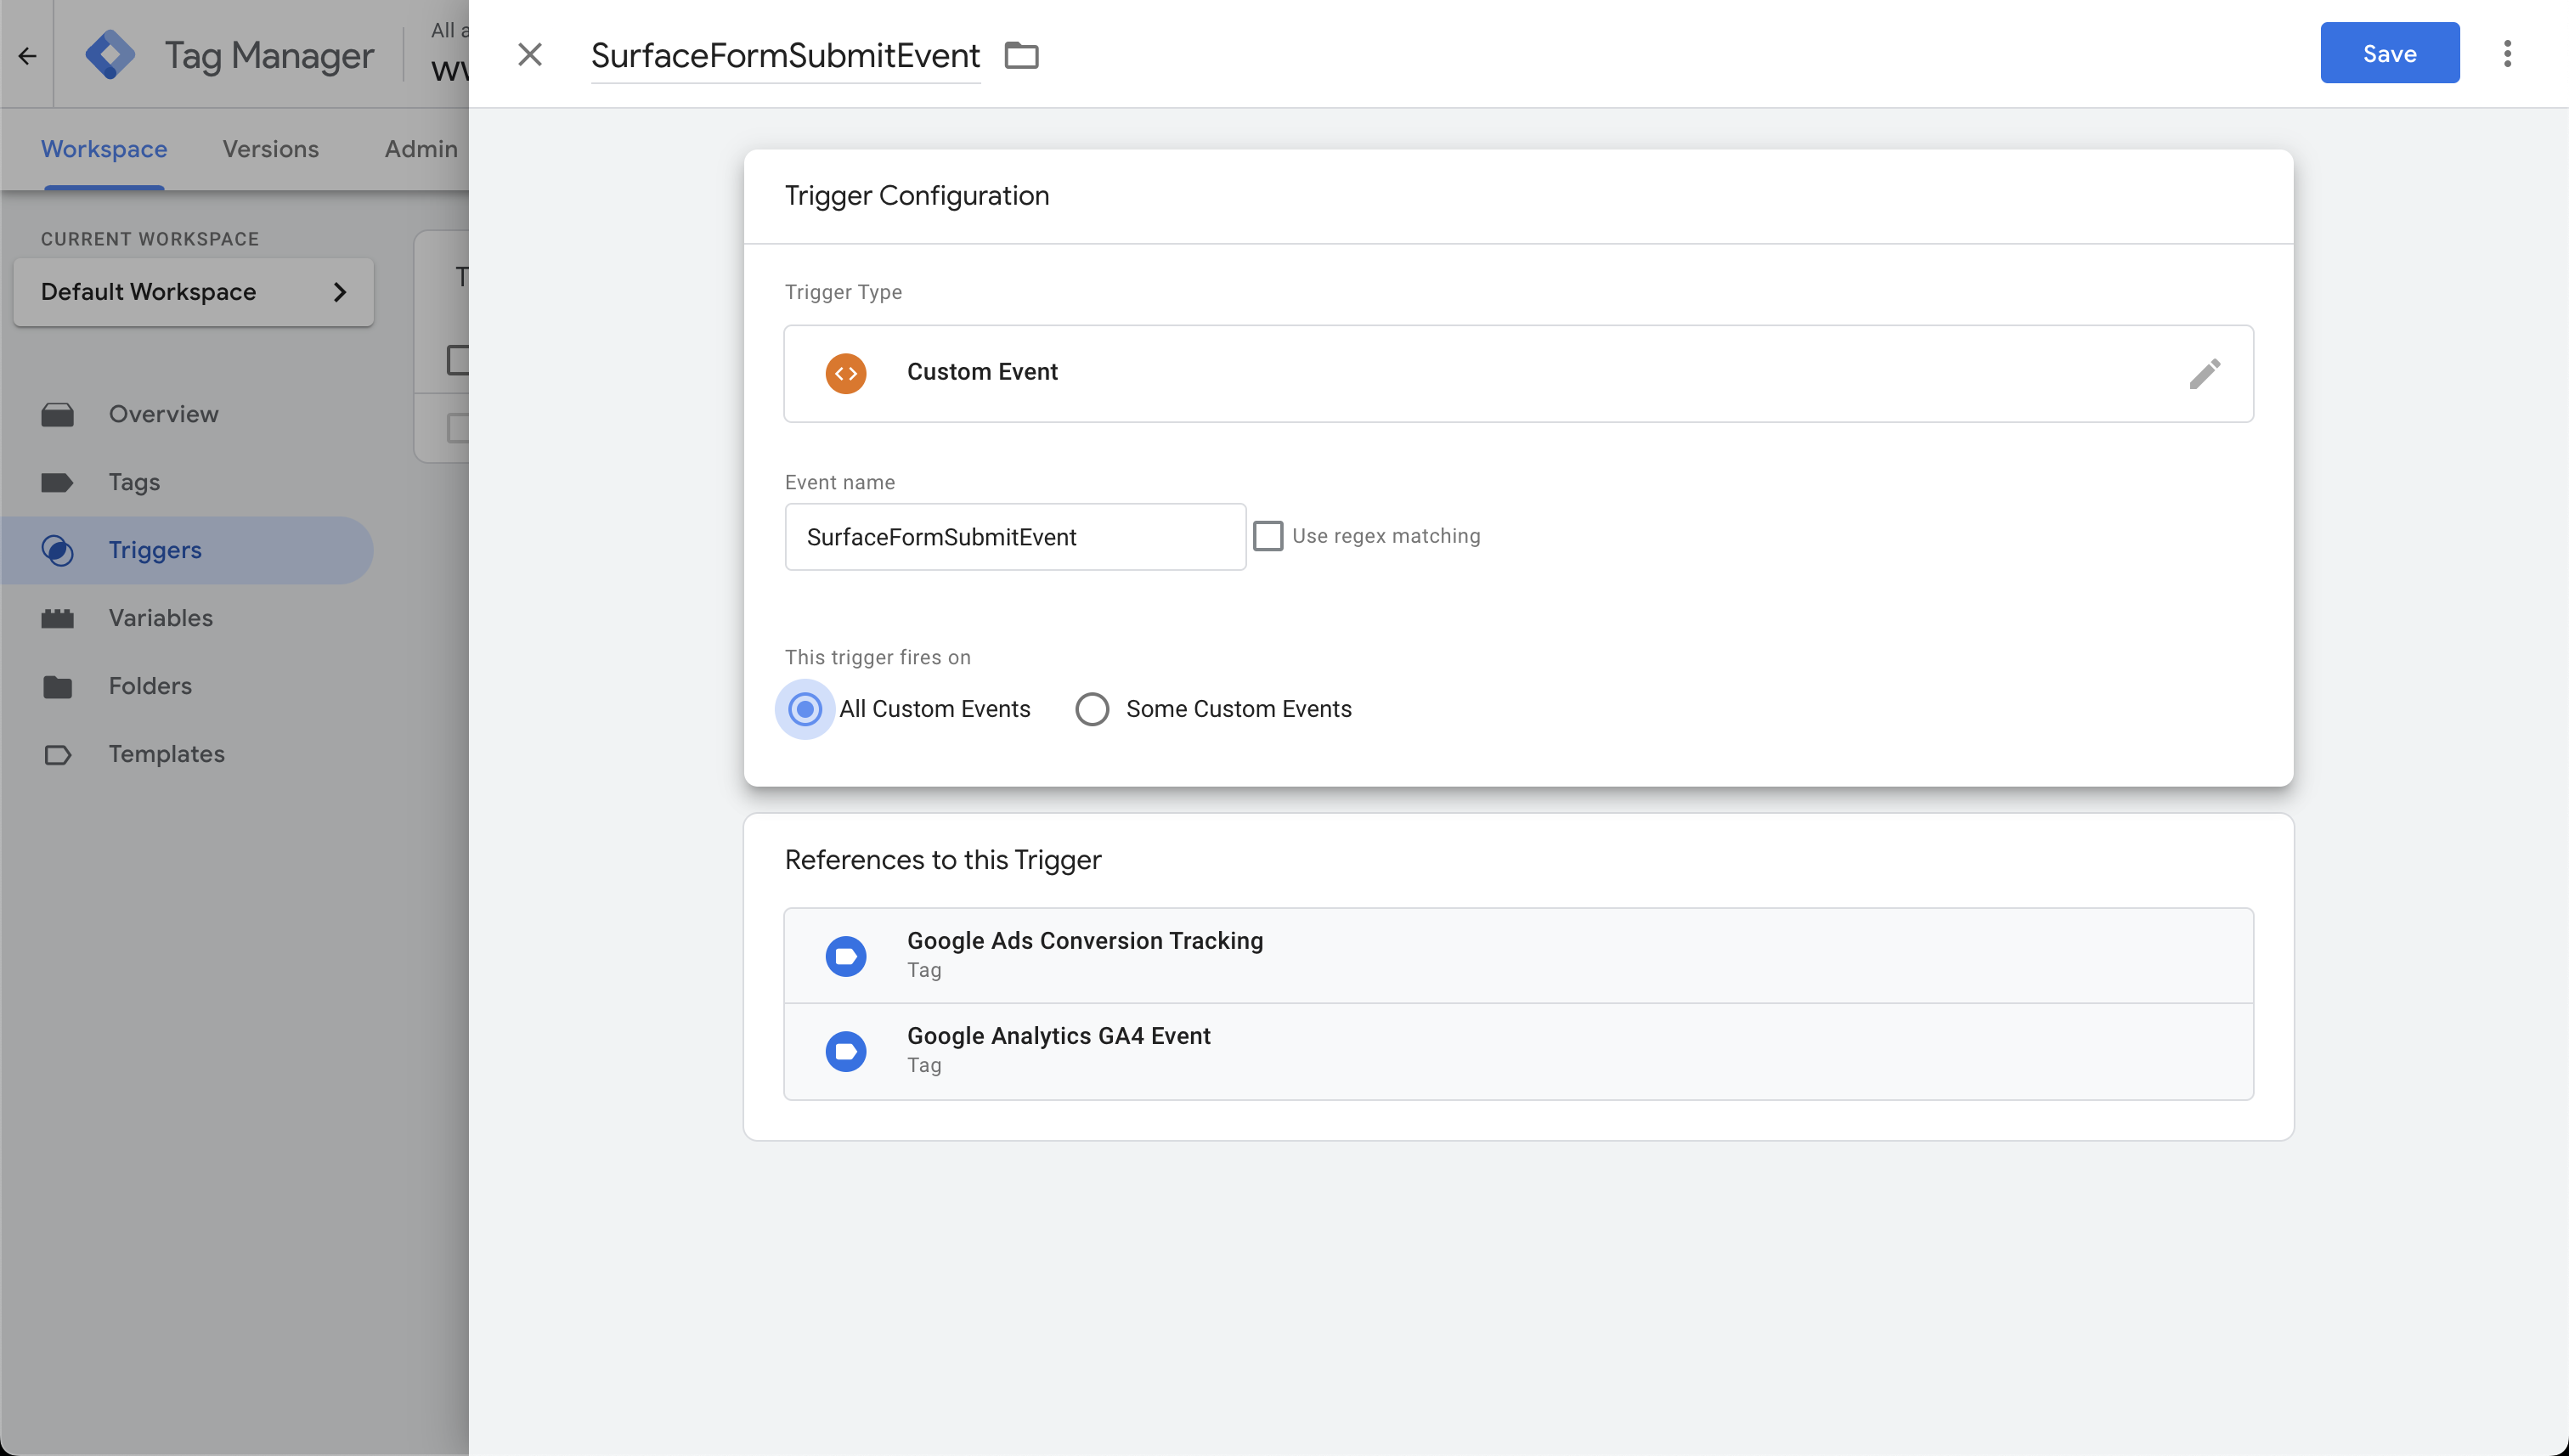 Tag Manager
All a
SurfaceFormSubmitEvent
Save
Workspace
Versions
Admin
CURRENT WORKSPACE
Default Workspace
Overview
Tags
Triggers
Variables
Folders
Templates
Trigger Configuration
Trigger Type
Custom Event
Event name
SurfaceFormSubmitEvent
Use regex matching
This trigger fires on
All Custom Events
Some Custom Events
References to this Trigger
Google Ads Conversion Tracking
Tag
Google Analytics GA4 Event
Tag